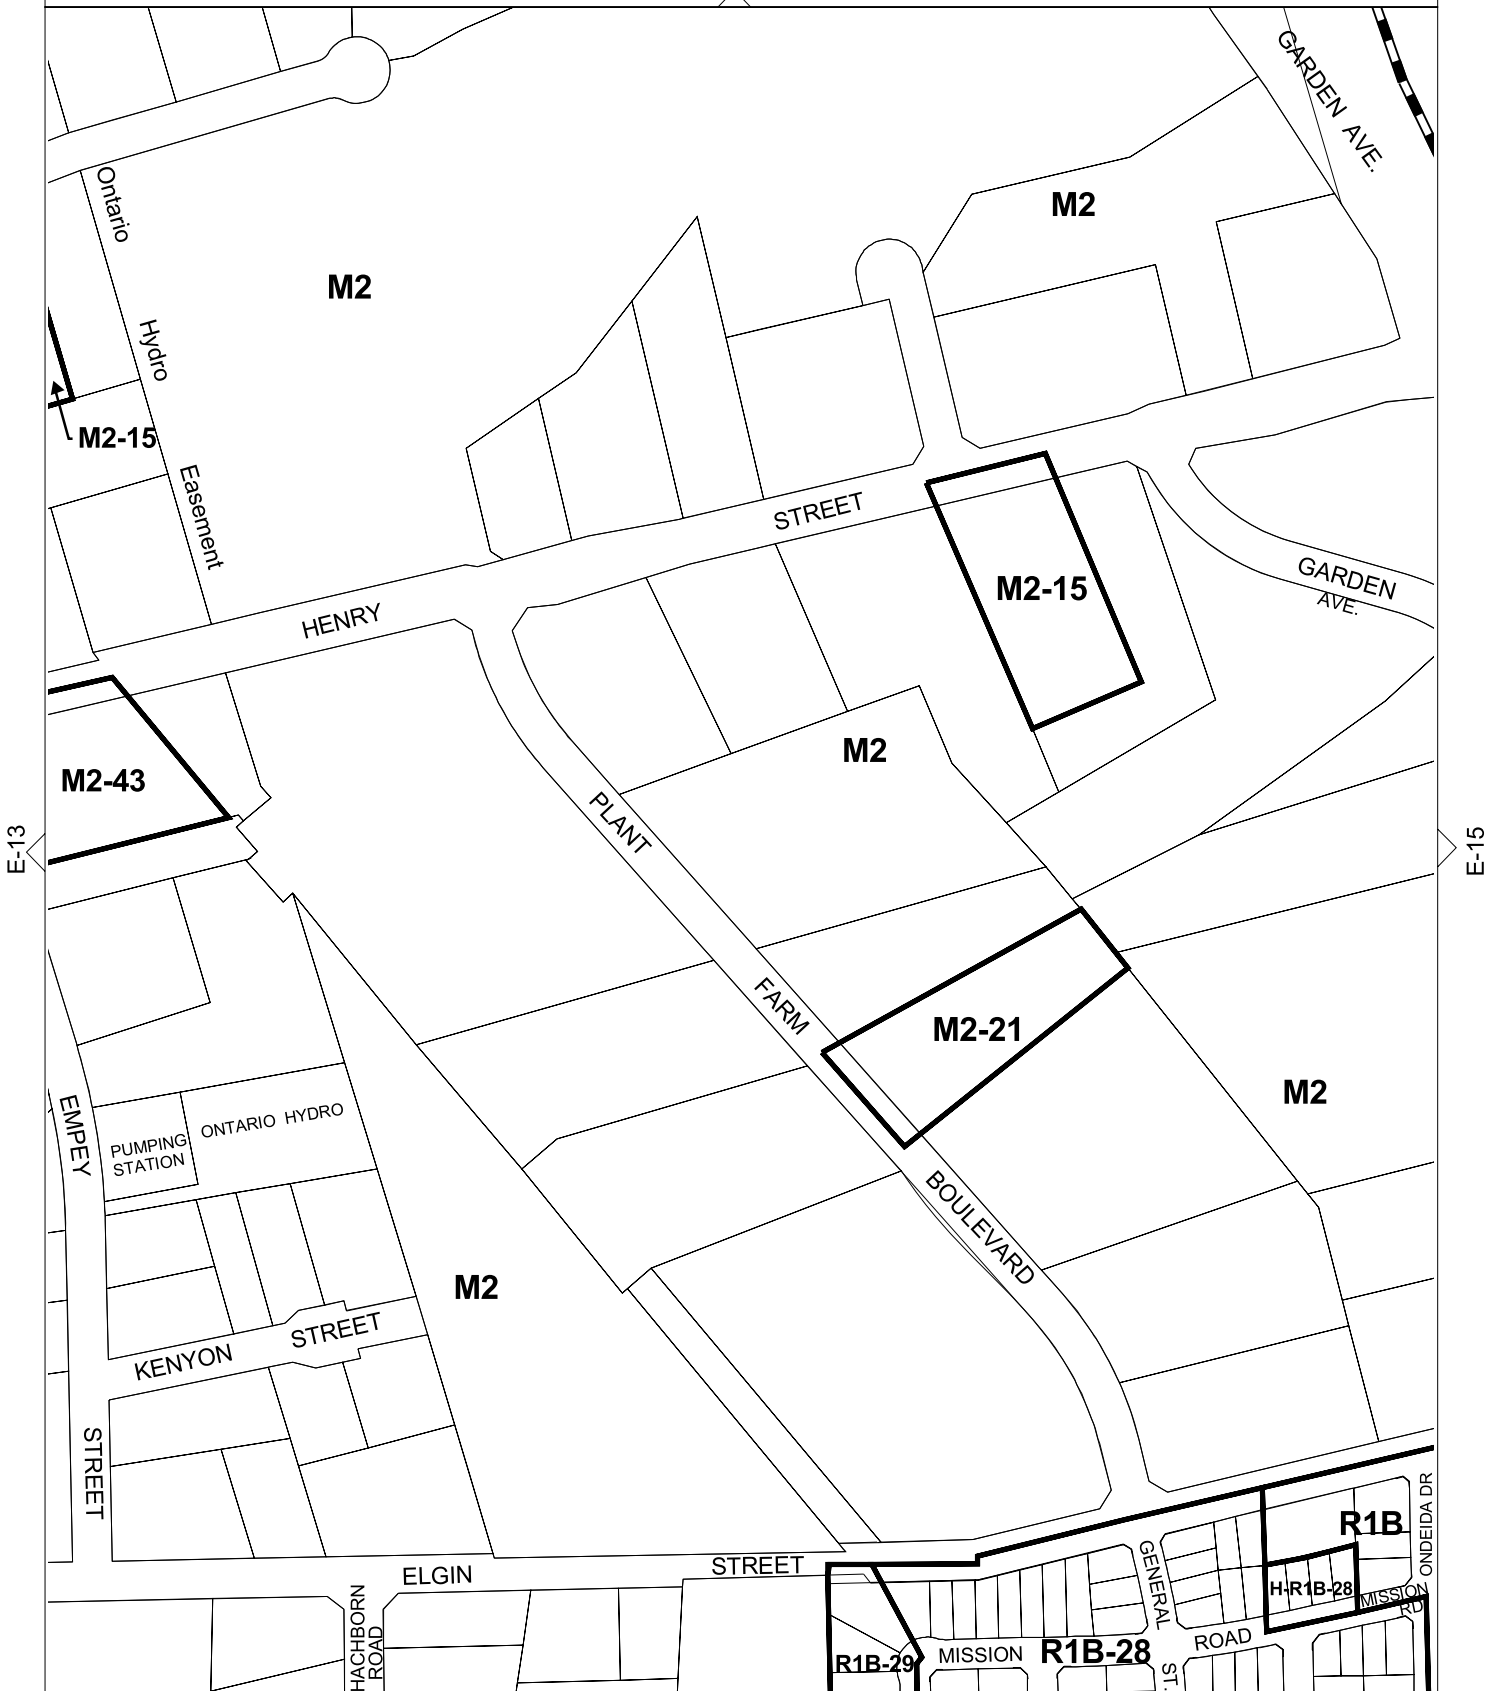 GARDEN AVE.
Ontario
Hydro
Easement
M2
M2
M2-15
STREET
HENRY
M2-15
GARDEN
AVE.
M2
M2-43
PLANT
E-13
E-15
FARM
M2-21
M2
EMPEY
PUMPING
STATION
ONTARIO HYDRO
BOULEVARD
M2
KENYON STREET
STREET
ELGIN STREET
HACHBORN
ROAD
GENERAL
ST.
R1B
ONEIDA DR
H-R1B-28
MISSION
RD
R1B-29
MISSION
R1B-28
ROAD